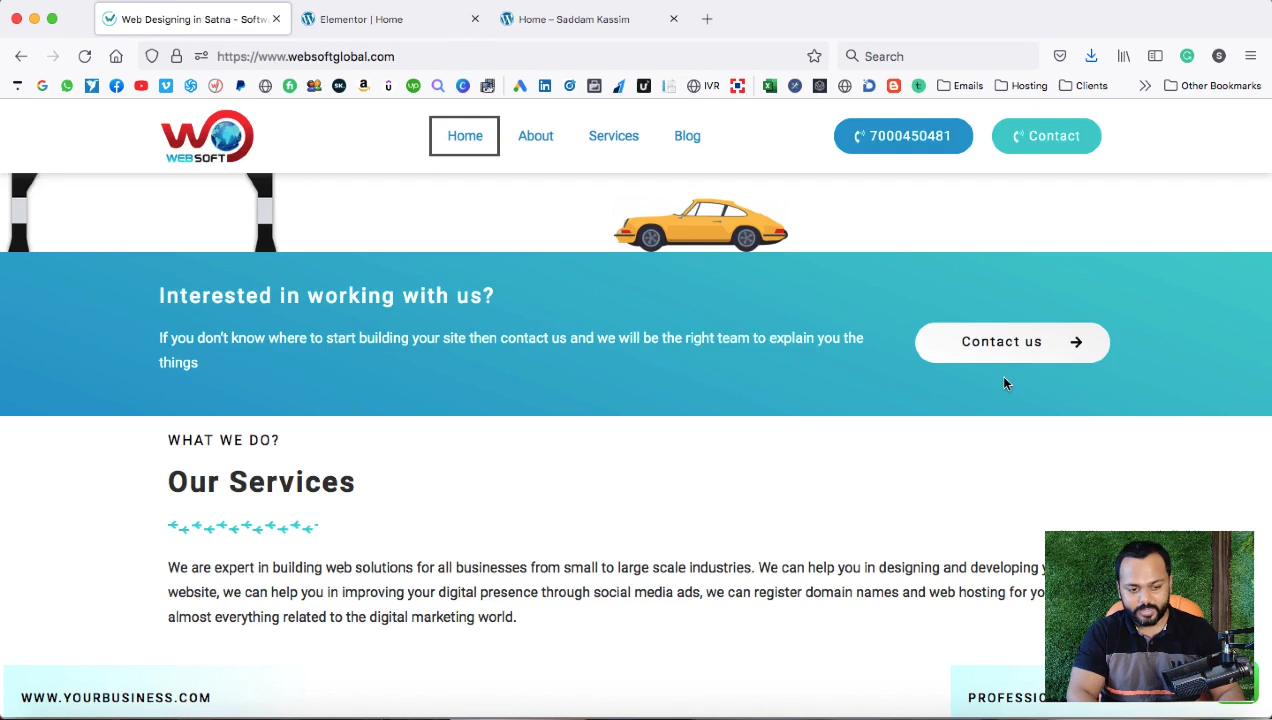 Web Designing in Satna - Softw
Elementor | Home
Home – Saddam Kassim
https://www.websoftglobal.com
Search
IVR
Emails
Hosting
Clients
Other Bookmarks
WEBSOFT
Home
About
Services
Blog
7000450481
Contact
Interested in working with us?
If you don't know where to start building your site then contact us and we will be the right team to explain you the
things
Contact us
WHAT WE DO?
Our Services
We are expert in building web solutions for all businesses from small to large scale industries. We can help you in designing and developing
website, we can help you in improving your digital presence through social media ads, we can register domain names and web hosting for
almost everything related to the digital marketing world.
WWW.YOURBUSINESS.COM